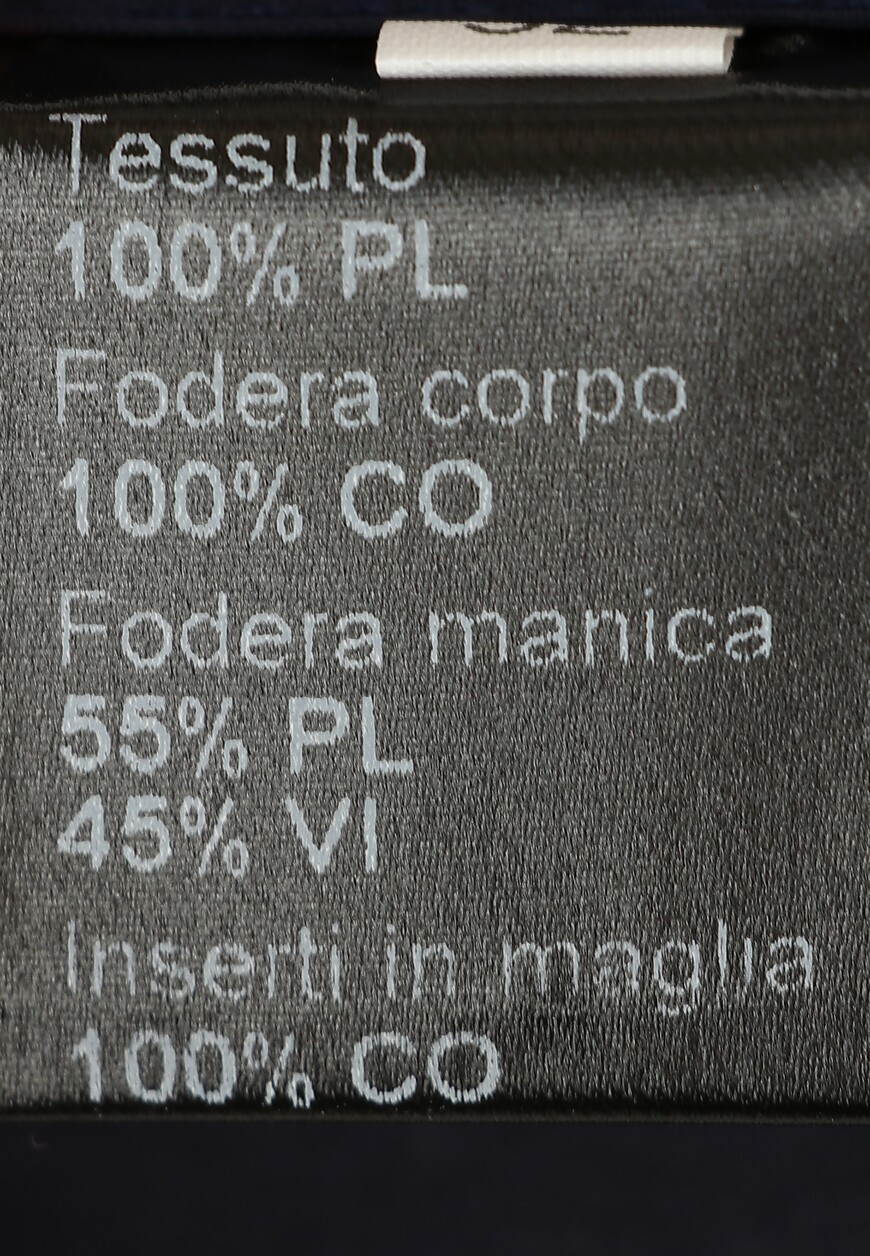 Tessuto
100% PL
Fodera corpo
100% CO
Fodera manica
55% PL
45% VI
Inserti in maglia
100% CO